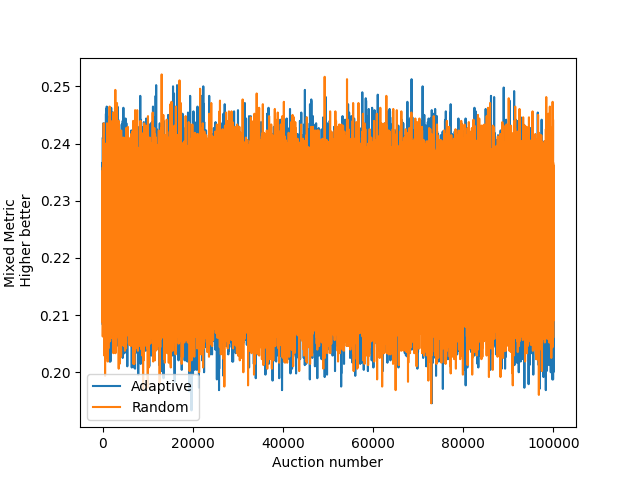 0.25
0.24
0.23
0.22
0.21
0.20
Mixed Metric
Higher better
Adaptive
Random
0
20000
40000
60000
80000
100000
Auction number